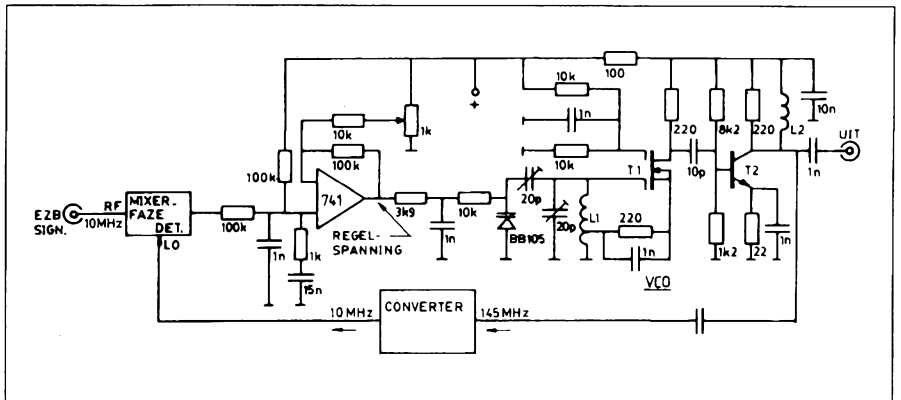 100
10k
1n
10n
10k
1k
220
8k2
220
L2
100k
100k
10k
T1
10p
T2
1n
UIT
EZB
SIGN.
RF
10MHz
MIXER-
FAZE
DET.
LO
100k
741
3k9
10k
20p
20p
L1
220
1n
REGEL-
SPANNING
1n
BB105
1n
1k
15n
VCO
1k2
22
1n
10MHz
CONVERTER
145MHz
+